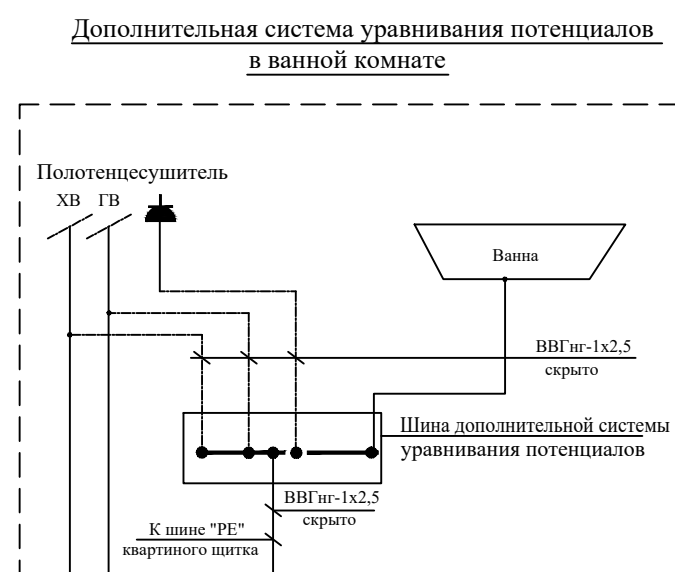 Дополнительная система уравнивания потенциалов
в ванной комнате
Полотенцесушитель
ХВ ГВ
Ванна
ВВГнг-1х2,5
скрыто
Шина дополнительной системы
уравнивания потенциалов
ВВГнг-1х2,5
скрыто
К шине "РЕ"
квартиного щитка